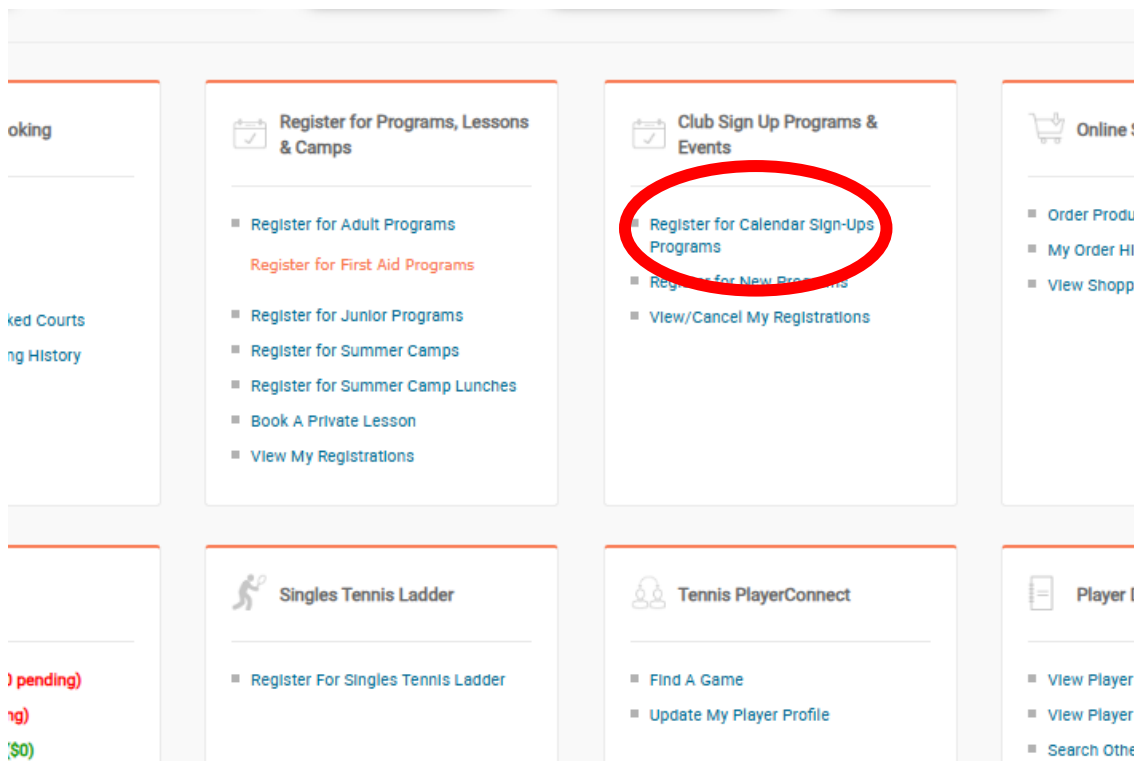 oking
ked Courts
ng History
Register for Programs, Lessons
& Camps
Register for Adult Programs
Register for First Aid Programs
Register for Junior Programs
Register for Summer Camps
Register for Summer Camp Lunches
Book A Private Lesson
View My Registrations
Club Sign Up Programs &
Events
Register for Calendar Sign-Ups
Programs
Register for New Programs
View/Cancel My Registrations
Online S
Order Produ
My Order Hi
View Shopp
0 pending)
ng)
($0)
Singles Tennis Ladder
Register For Singles Tennis Ladder
Tennis PlayerConnect
Find A Game
Update My Player Profile
Player D
View Player
View Player
Search Othe